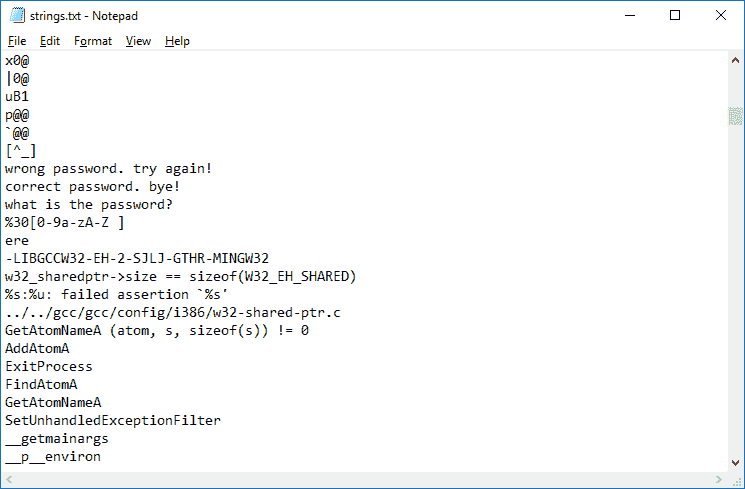 strings.txt - Notepad
File Edit Format View Help
x0@
|0@
uB1
p@@
`@@
[^_]
wrong password. try again!
correct password. bye!
what is the password?
%30[0-9a-zA-Z ]
ere
-LIBGCCW32-EH-2-SJLJ-GTHR-MINGW32
w32_sharedptr->size == sizeof(W32_EH_SHARED)
%s:%u: failed assertion `%s'
../../gcc/gcc/config/i386/w32-shared-ptr.c
GetAtomNameA (atom, s, sizeof(s)) != 0
AddAtomA
ExitProcess
FindAtomA
GetAtomNameA
SetUnhandledExceptionFilter
__getmainargs
__p__environ